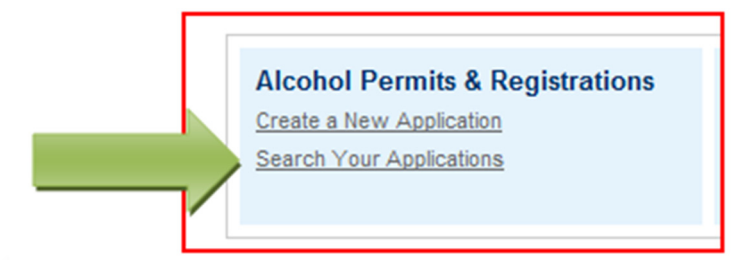 Alcohol Permits & Registrations
Create a New Application
Search Your Applications